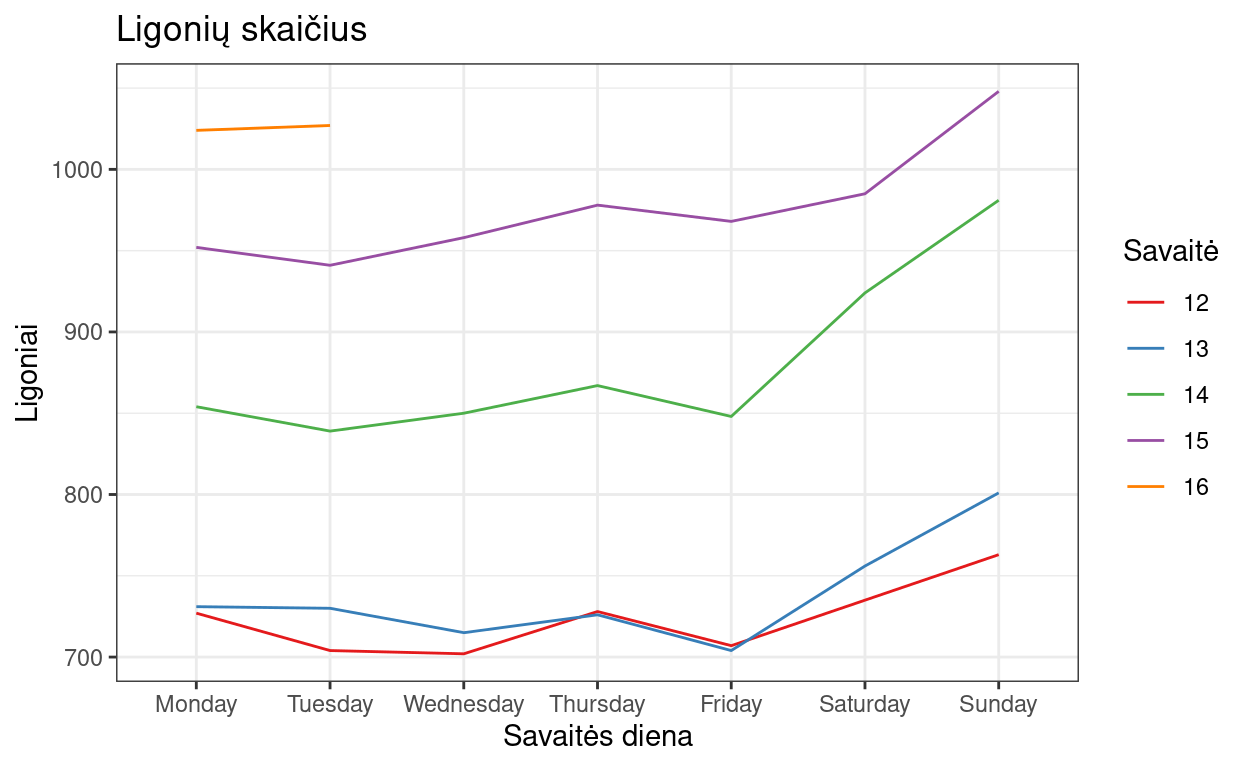 Ligonių skaičius
Ligoniai
1000
900
800
700
Monday Tuesday Wednesday Thursday Friday Saturday Sunday
Savaitės diena
Savaitė
12
13
14
15
16